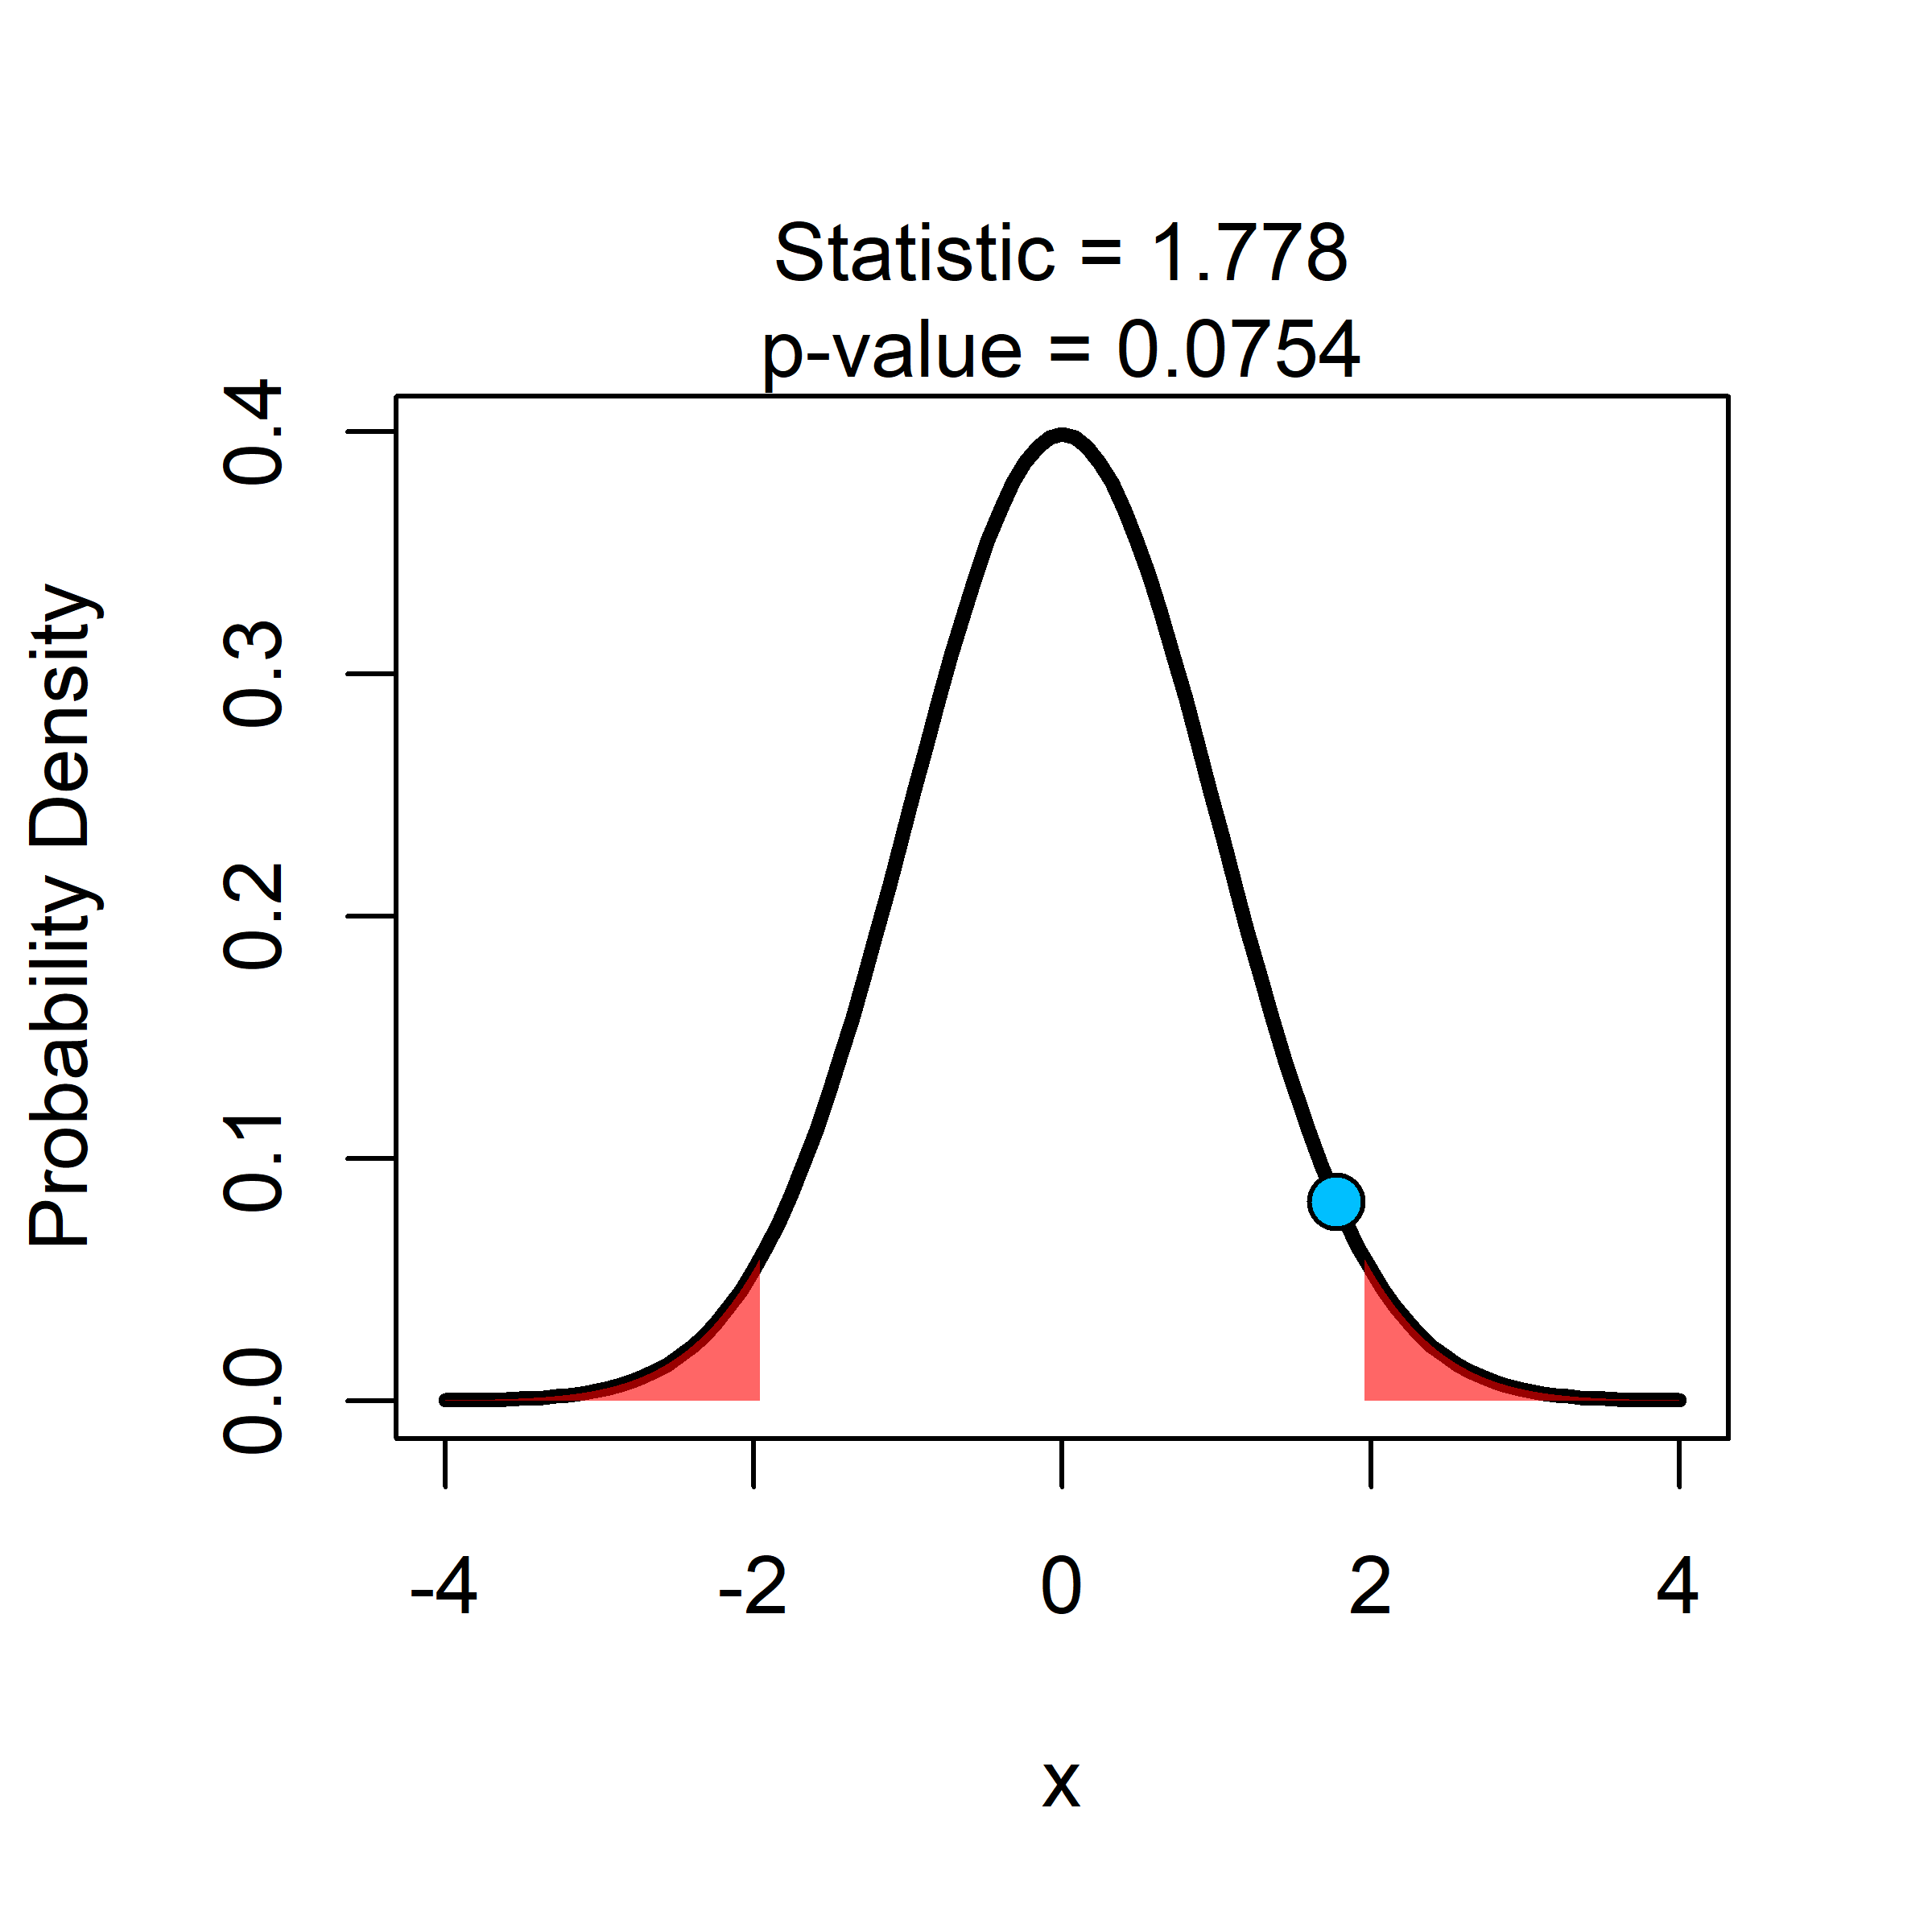 Statistic = 1.778
p-value = 0.0754
Probability Density
0.4
0.3
0.2
0.1
0.0
-4 -2 0 2 4
x